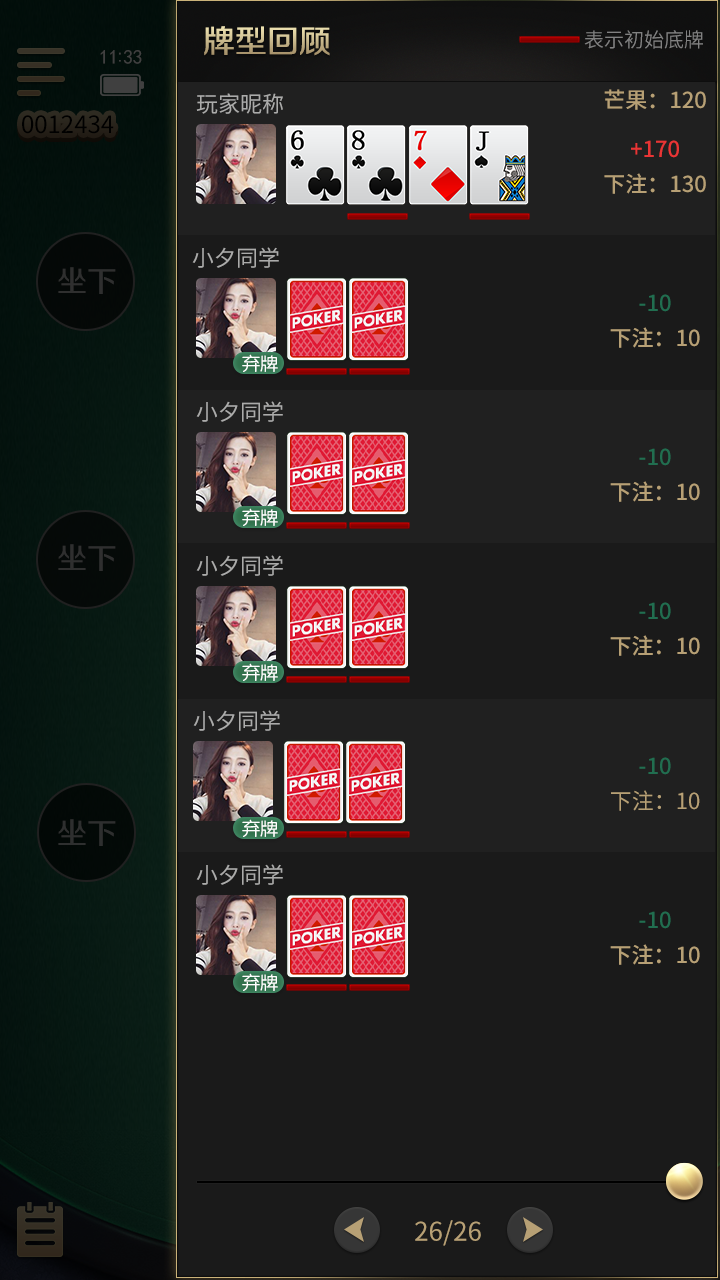 牌型回顾
表示初始底牌
11:33
0012434
玩家昵称
芒果：120
6 8 7 J
+170
下注：130
坐下
小夕同学
POKER POKER
-10
下注：10
弃牌
小夕同学
POKER POKER
-10
下注：10
弃牌
坐下
小夕同学
POKER POKER
-10
下注：10
弃牌
小夕同学
POKER POKER
-10
下注：10
弃牌
坐下
小夕同学
POKER POKER
-10
下注：10
弃牌
26/26